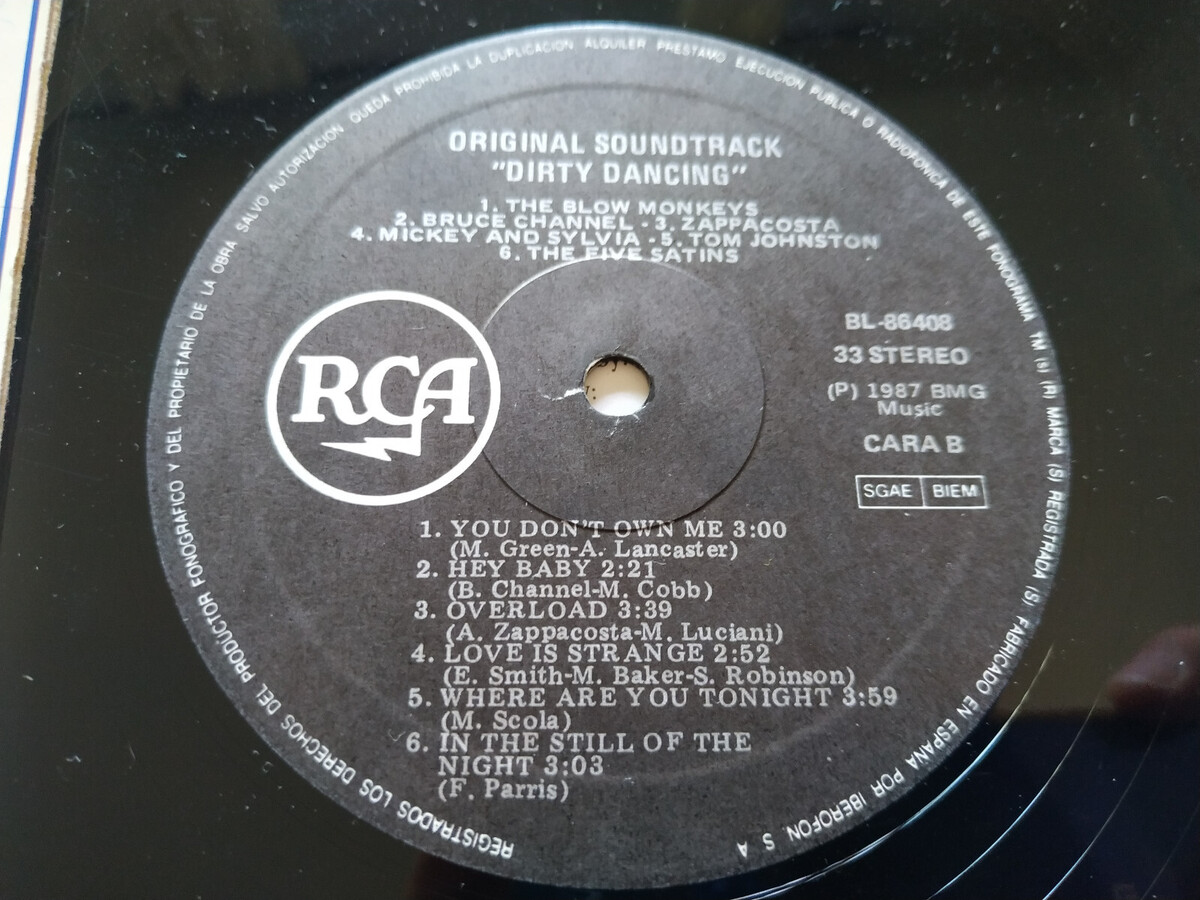 REGISTRADOS LOS DERECHOS DEL PRODUCTOR FONOGRAFICO Y DEL PROPIETARIO DE LA OBRA SALVO AUTORIZACION QUEDA PROHIBIDA LA DUPLICACION ALQUILER PRESTAMO EJECUCION PUBLICA O RADIOFONICA DE ESTE FONOGRAMA TM (s) (R) MARCA (S) REGISTRADA (S) FABRICADO EN ESPAÑA POR IBEROFON, S A
ORIGINAL SOUNDTRACK
"DIRTY DANCING"
1. THE BLOW MONKEYS
2. BRUCE CHANNEL - 3. ZAPPACOSTA
4. MICKEY AND SYLVIA - 5. TOM JOHNSTON
6. THE FIVE SATINS
RCA
BL-86408
33 STEREO
(P) 1987 BMG
Music
CARA B
SGAE BIEM
1. YOU DON'T OWN ME 3:00
(M. Green-A. Lancaster)
2. HEY BABY 2:21
(B. Channel-M. Cobb)
3. OVERLOAD 3:39
(A. Zappacosta-M. Luciani)
4. LOVE IS STRANGE 2:52
(E. Smith-M. Baker-S. Robinson)
5. WHERE ARE YOU TONIGHT 3:59
(M. Scola)
6. IN THE STILL OF THE
NIGHT 3:03
(F. Parris)